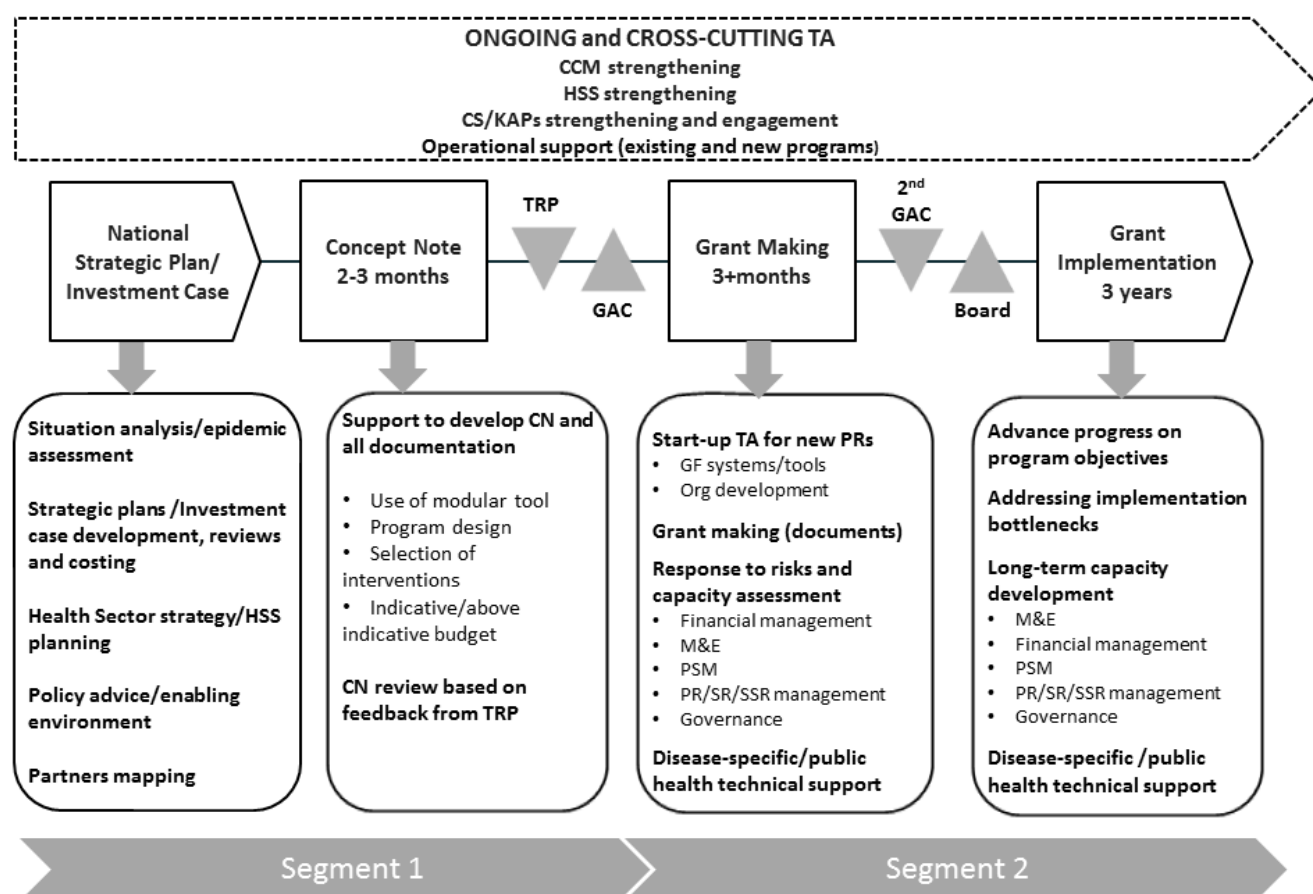 ONGOING and CROSS-CUTTING TA
CCM strengthening
HSS strengthening
CS/KAPs strengthening and engagement
Operational support (existing and new programs)
National
Strategic Plan/
Investment Case
Concept Note
2-3 months
TRP
GAC
Grant Making
3+months
2nd
GAC
Board
Grant
Implementation
3 years
Situation analysis/epidemic
assessment
Strategic plans /Investment
case development, reviews
and costing
Health Sector strategy/HSS
planning
Policy advice/enabling
environment
Partners mapping
Support to develop CN and
all documentation
• Use of modular tool
• Program design
• Selection of
interventions
• Indicative/above
indicative budget
CN review based on
feedback from TRP
Start-up TA for new PRs
• GF systems/tools
• Org development
Grant making (documents)
Response to risks and
capacity assessment
• Financial management
• M&E
• PSM
• PR/SR/SSR management
• Governance
Disease-specific/public
health technical support
Advance progress on
program objectives
Addressing implementation
bottlenecks
Long-term capacity
development
• M&E
• Financial management
• PSM
• PR/SR/SSR management
• Governance
Disease-specific /public
health technical support
Segment 1
Segment 2